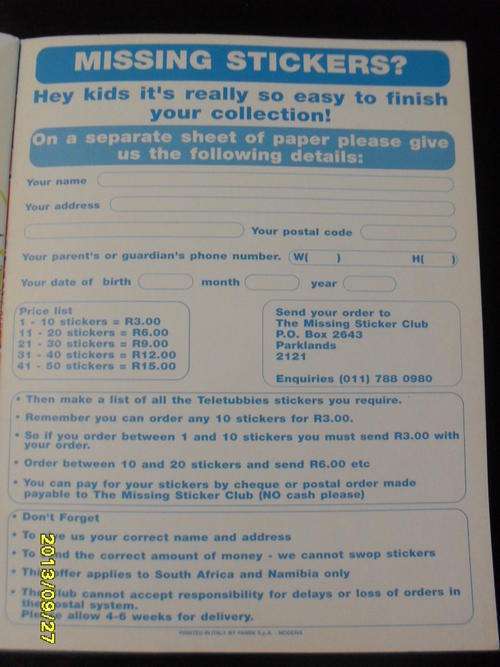 MISSING STICKERS?
Hey kids it's really so easy to finish
your collection!
On a separate sheet of paper please give
us the following details:
Your name
Your address
Your postal code
Your parent's or guardian's phone number. W( ) H( )
Your date of birth month year
Price list
1 - 10 stickers = R3.00
11 - 20 stickers = R6.00
21 - 30 stickers = R9.00
31 - 40 stickers = R12.00
41 - 50 stickers = R15.00
Send your order to
The Missing Sticker Club
P.O. Box 2643
Parklands
2121
Enquiries (011) 788 0980
• Then make a list of all the Teletubbies stickers you require.
• Remember you can order any 10 stickers for R3.00.
• So if you order between 1 and 10 stickers you must send R3.00 with
your order.
• Order between 10 and 20 stickers and send R6.00 etc
• You can pay for your stickers by cheque or postal order made
payable to The Missing Sticker Club (NO cash please)
• Don't Forget
• To us your correct name and address
• To the correct amount of money - we cannot swop stickers
• The offer applies to South Africa and Namibia only
• The Club cannot accept responsibility for delays or loss of orders in
the postal system.
Please allow 4-6 weeks for delivery.
PRINTED IN ITALY BY PANINI S.p.A. - MODENA
2013/09/27